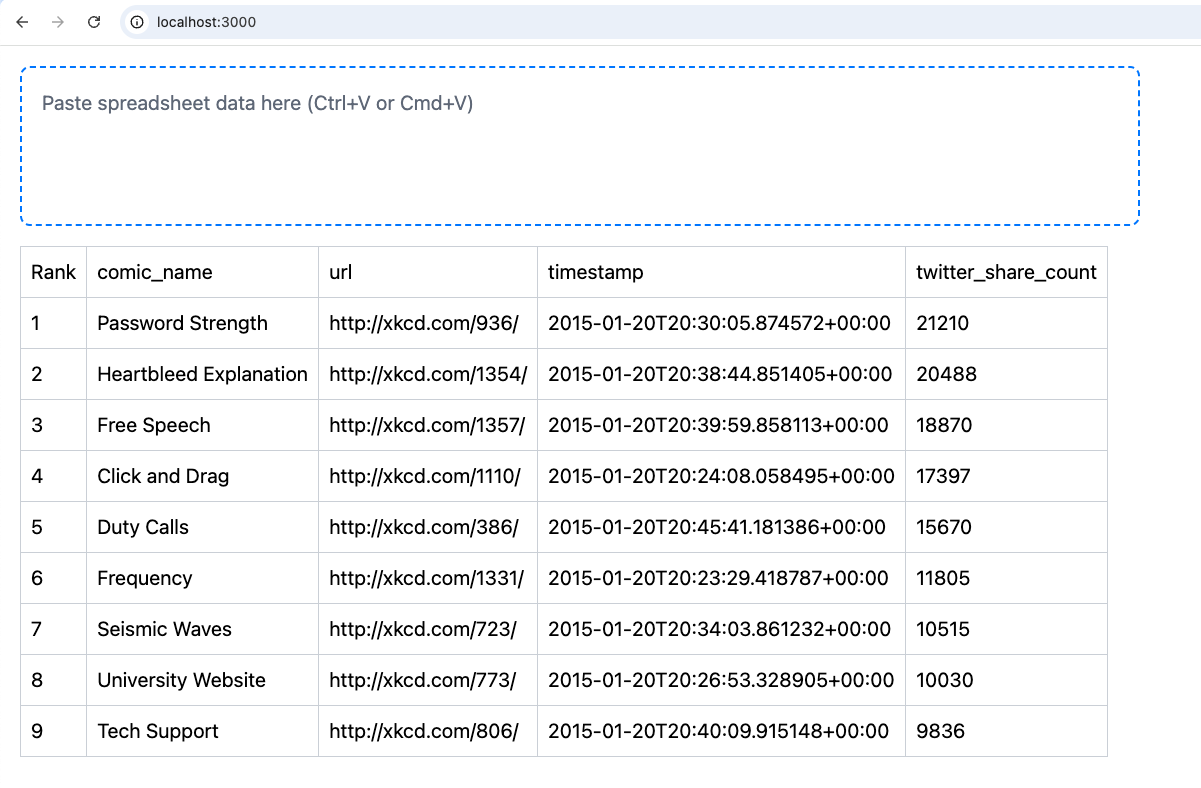 localhost:3000
Paste spreadsheet data here (Ctrl+V or Cmd+V)
Rank comic_name url timestamp twitter_share_count
1 Password Strength http://xkcd.com/936/ 2015-01-20T20:30:05.874572+00:00 21210
2 Heartbleed Explanation http://xkcd.com/1354/ 2015-01-20T20:38:44.851405+00:00 20488
3 Free Speech http://xkcd.com/1357/ 2015-01-20T20:39:59.858113+00:00 18870
4 Click and Drag http://xkcd.com/1110/ 2015-01-20T20:24:08.058495+00:00 17397
5 Duty Calls http://xkcd.com/386/ 2015-01-20T20:45:41.181386+00:00 15670
6 Frequency http://xkcd.com/1331/ 2015-01-20T20:23:29.418787+00:00 11805
7 Seismic Waves http://xkcd.com/723/ 2015-01-20T20:34:03.861232+00:00 10515
8 University Website http://xkcd.com/773/ 2015-01-20T20:26:53.328905+00:00 10030
9 Tech Support http://xkcd.com/806/ 2015-01-20T20:40:09.915148+00:00 9836